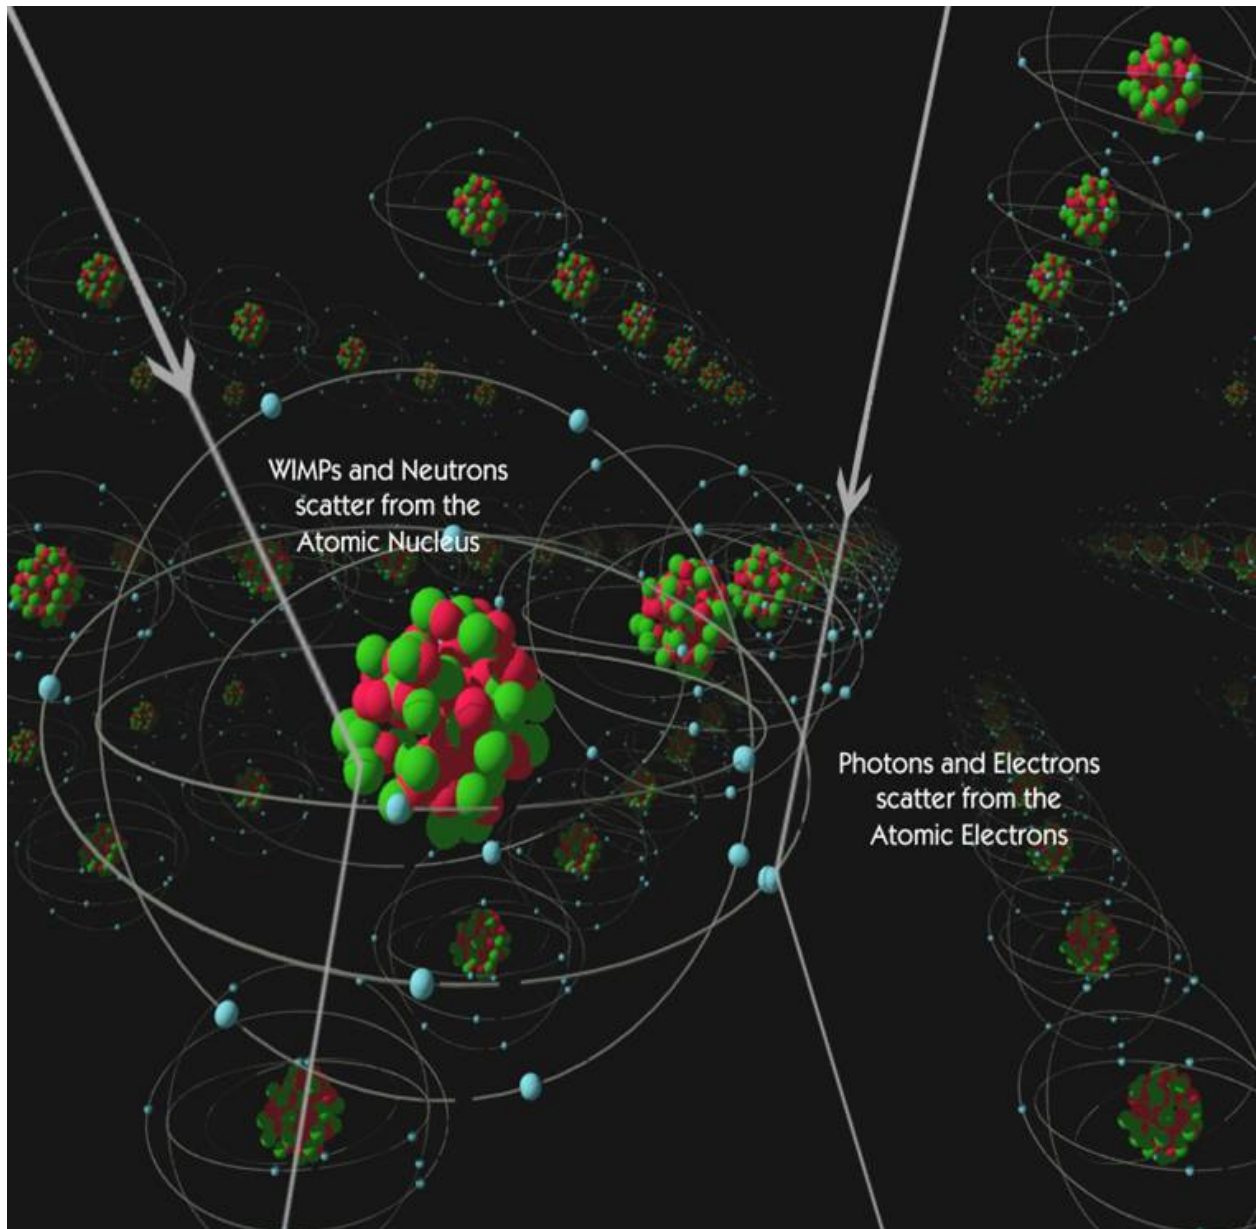 WIMPs and Neutrons
scatter from the
Atomic Nucleus
Photons and Electrons
scatter from the
Atomic Electrons